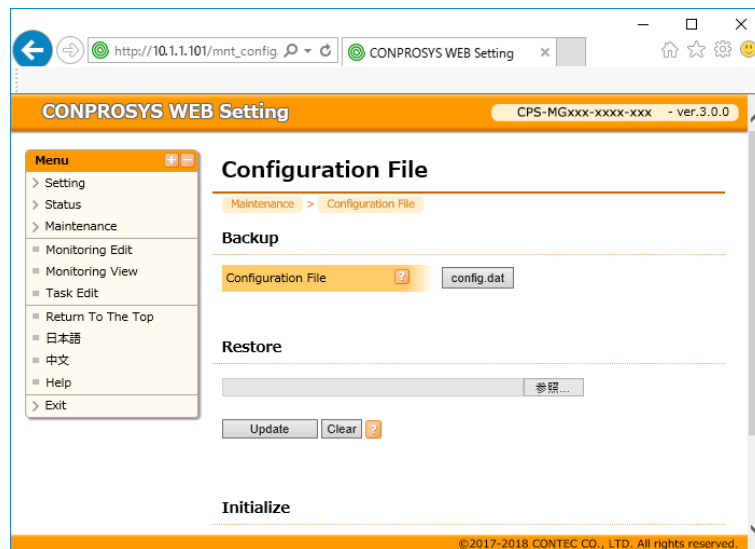 http://10.1.1.101/mnt_config.
CONPROSYS WEB Setting
CONPROSYS WEB Setting
CPS-MGxxx-xxxx-xxx - ver.3.0.0
Menu
Setting
Status
Maintenance
Monitoring Edit
Monitoring View
Task Edit
Return To The Top
日本語
中文
Help
Exit
Configuration File
Maintenance > Configuration File
Backup
Configuration File ? config.dat
Restore
参照...
Update Clear ?
Initialize
©2017-2018 CONTEC CO., LTD. All rights reserved.